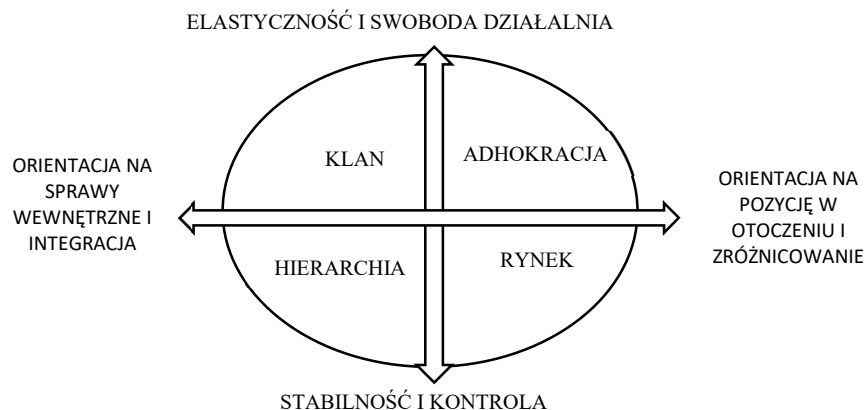 ELASTYCZNOŚĆ I SWOBODA DZIAŁALNIA
KLAN
ADHOKRACJA
ORIENTACJA NA
SPRAWY
WEWNĘTRZNE I
INTEGRACJA
ORIENTACJA NA
POZYCJĘ W
OTOCZENIU I
ZRÓŻNICOWANIE
HIERARCHIA
RYNEK
STABILNOŚĆ I KONTROLA